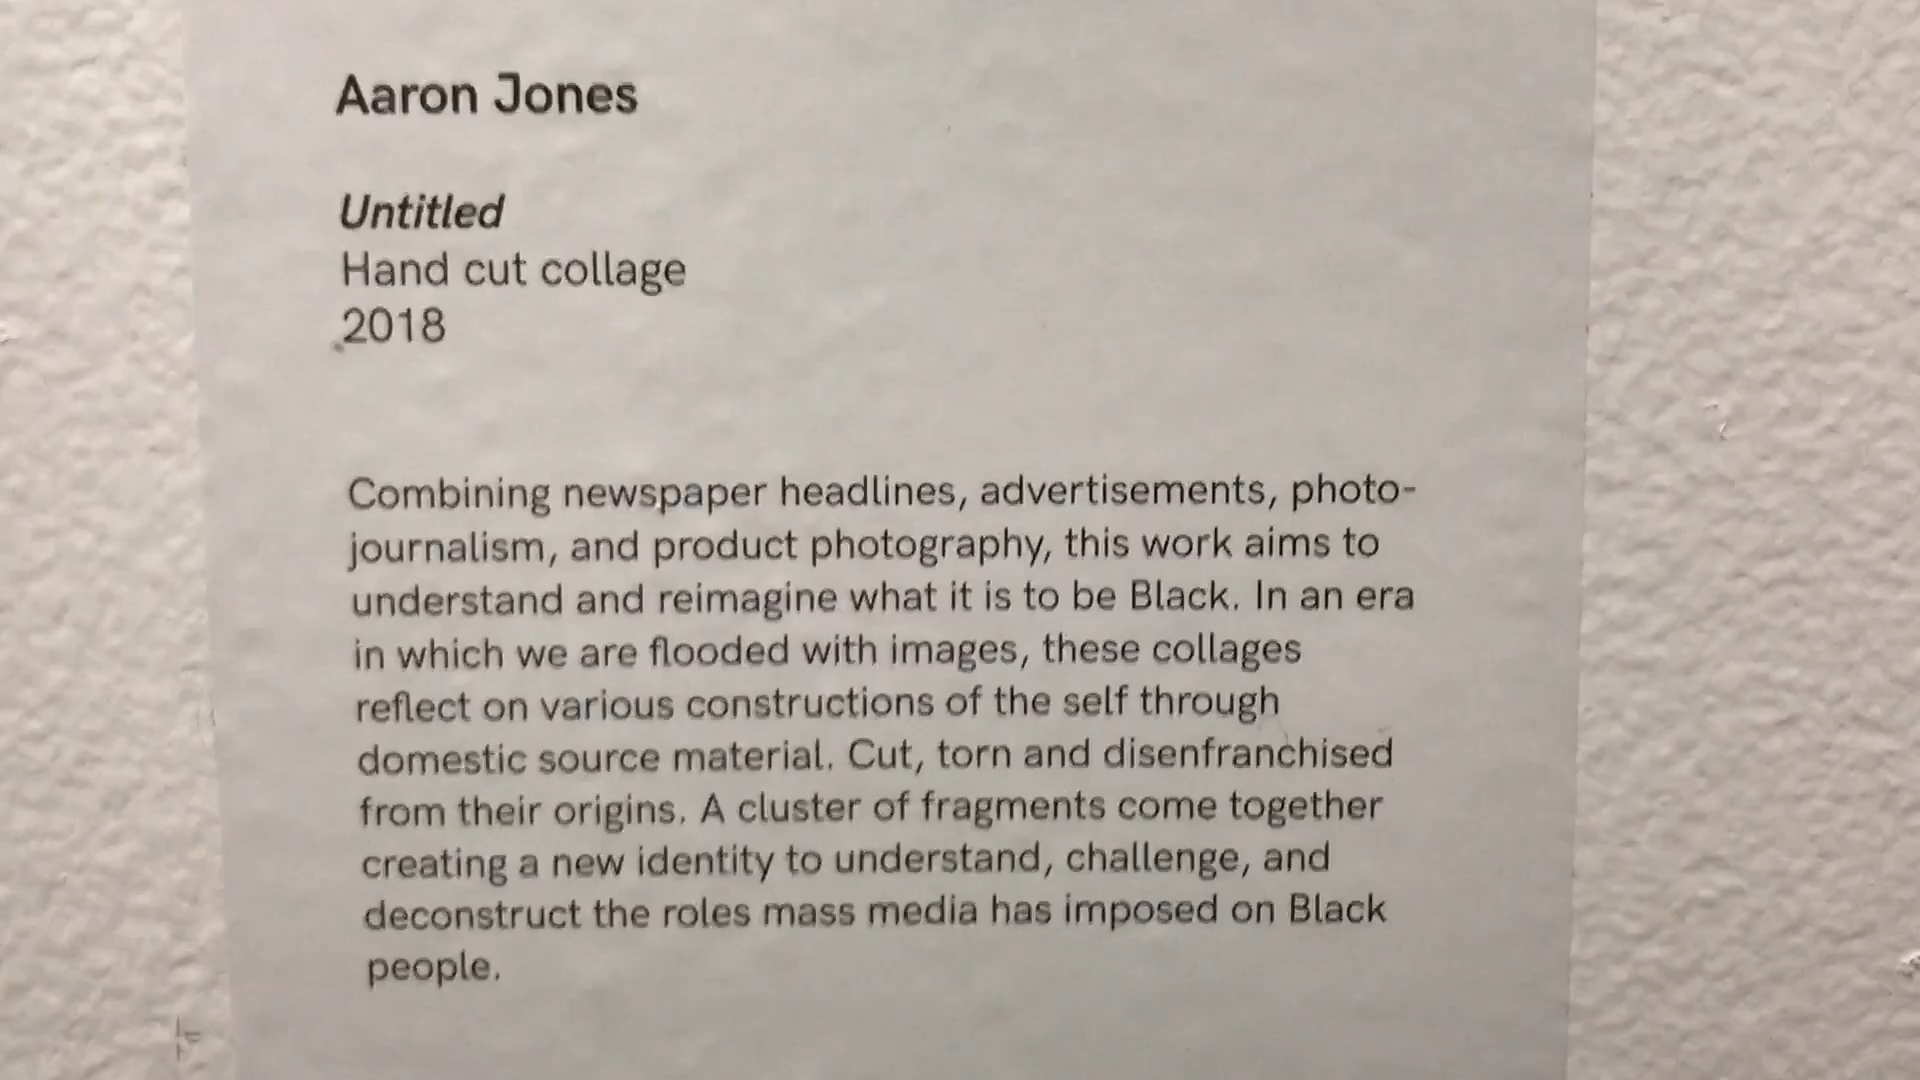 Aaron Jones
Untitled
Hand cut collage
2018
Combining newspaper headlines, advertisements, photo-
journalism, and product photography, this work aims to
understand and reimagine what it is to be Black. In an era
in which we are flooded with images, these collages
reflect on various constructions of the self through
domestic source material. Cut, torn and disenfranchised
from their origins. A cluster of fragments come together
creating a new identity to understand, challenge, and
deconstruct the roles mass media has imposed on Black
people.